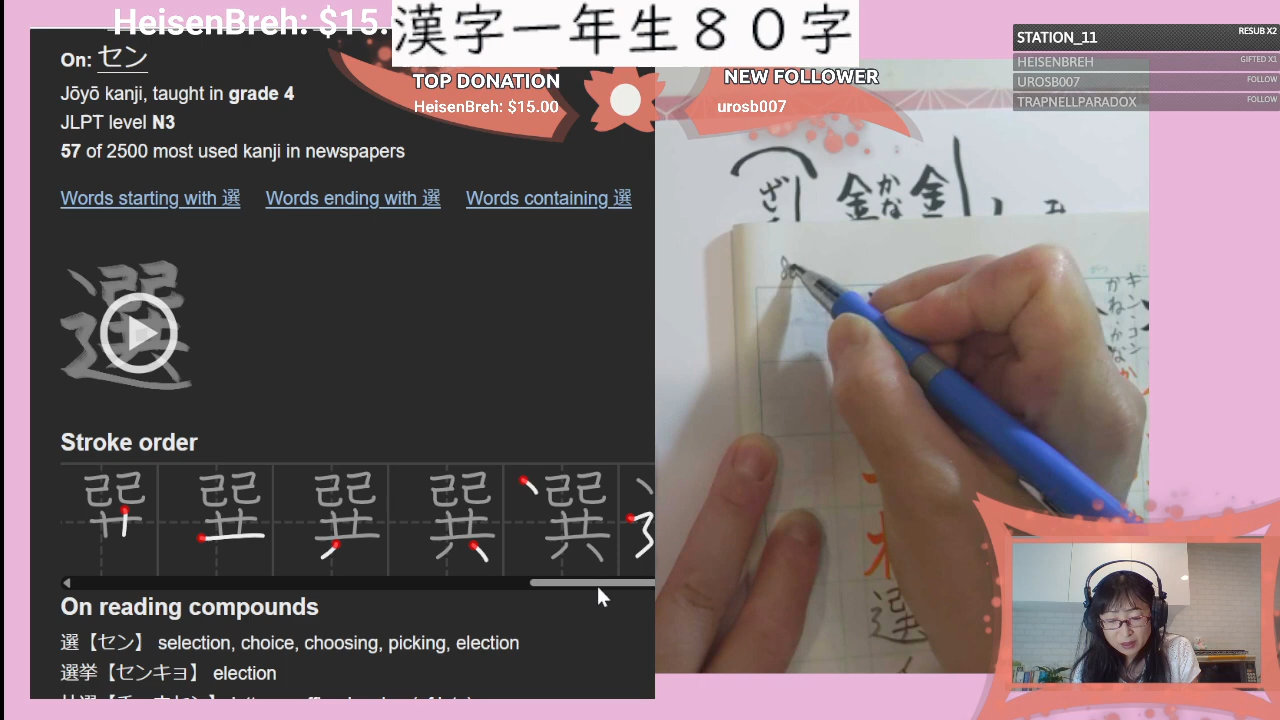 HeisenBreh: $15.
漢字一年生８０字
On: セン
Jōyō kanji, taught in grade 4
JLPT level N3
57 of 2500 most used kanji in newspapers
Words starting with 選 Words ending with 選 Words containing 選
選
Stroke order
On reading compounds
選【セン】 selection, choice, choosing, picking, election
選挙【センキョ】 election
TOP DONATION
HeisenBreh: $15.00
NEW FOLLOWER
urosb007
STATION_11 RESUB X2
HEISENBREH GIFTED X1
UROSB007 FOLLOW
TRAPNELLPARADOX FOLLOW
金
かな
金
キン・コン
かね・かな
選